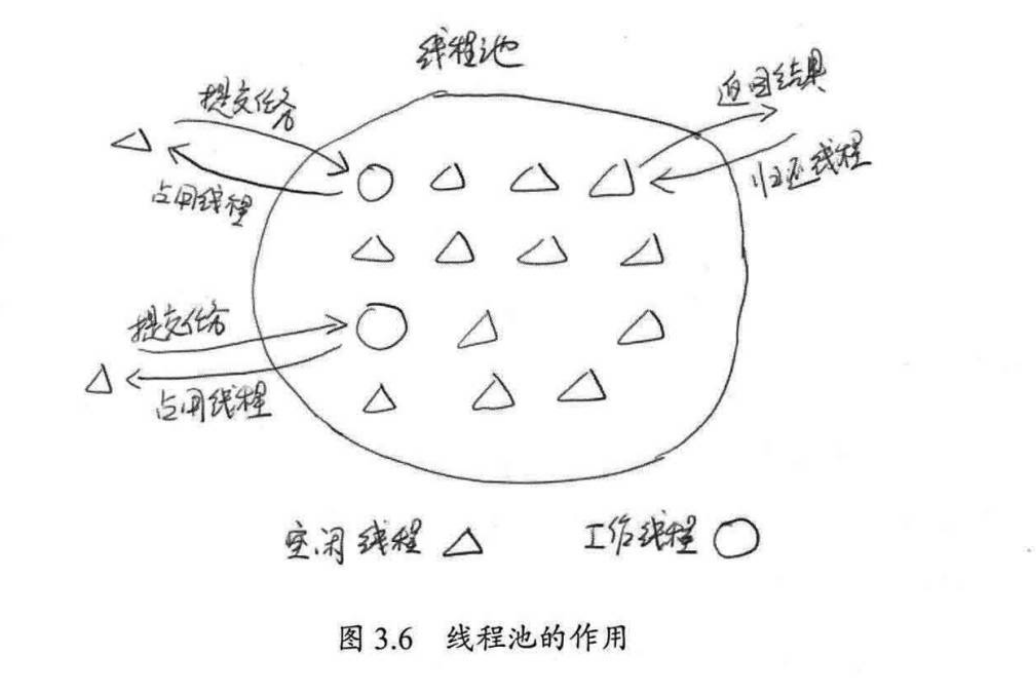 线程池
提交任务
返回结果
占用线程
归还线程
提交任务
占用线程
空闲线程
工作线程
图 3.6 线程池的作用